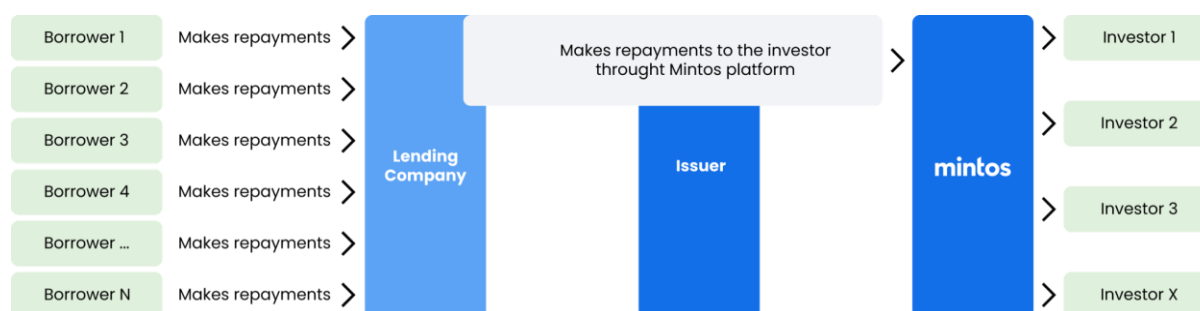 Borrower 1 Makes repayments
Borrower 2 Makes repayments
Borrower 3 Makes repayments
Borrower 4 Makes repayments
Borrower ... Makes repayments
Borrower N Makes repayments
Lending
Company
Makes repayments to the investor
throught Mintos platform
Issuer
mintos
Investor 1
Investor 2
Investor 3
Investor X